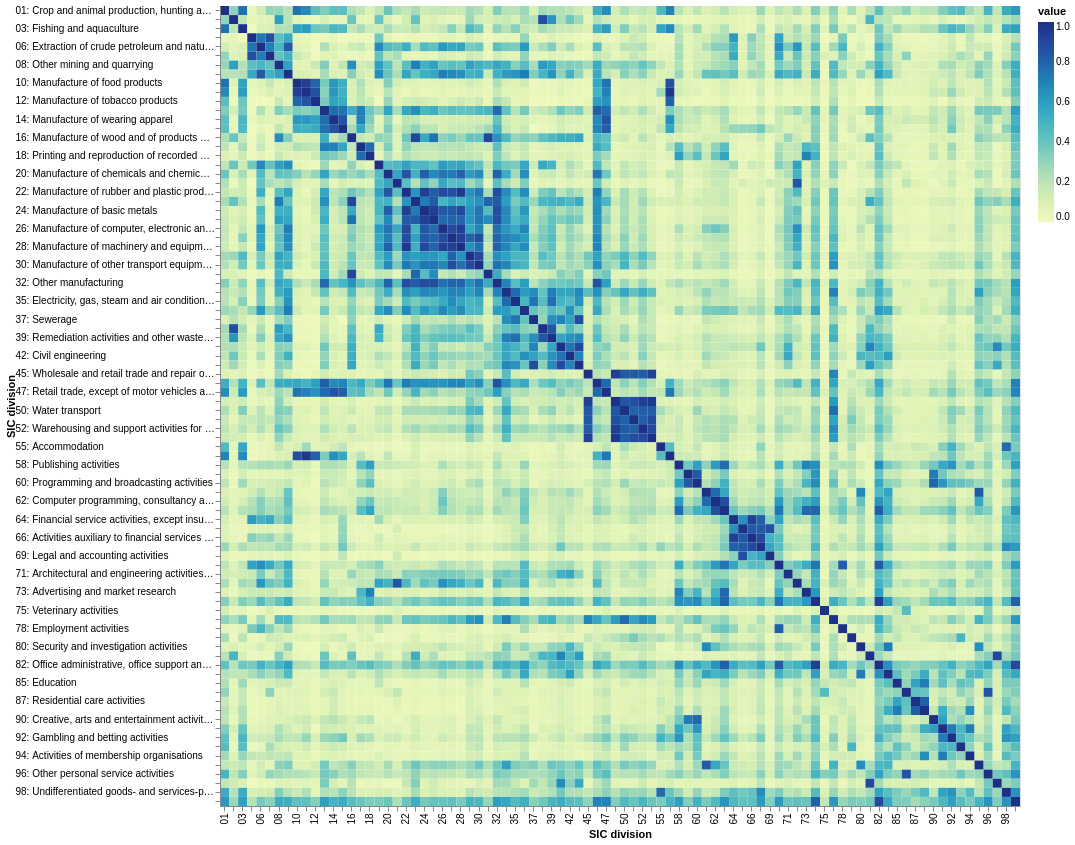 01: Crop and animal production, hunting a…
03: Fishing and aquaculture
06: Extraction of crude petroleum and natu…
08: Other mining and quarrying
10: Manufacture of food products
12: Manufacture of tobacco products
14: Manufacture of wearing apparel
16: Manufacture of wood and of products …
18: Printing and reproduction of recorded …
20: Manufacture of chemicals and chemic…
22: Manufacture of rubber and plastic prod…
24: Manufacture of basic metals
26: Manufacture of computer, electronic an…
28: Manufacture of machinery and equipm…
30: Manufacture of other transport equipm…
32: Other manufacturing
35: Electricity, gas, steam and air condition…
37: Sewerage
39: Remediation activities and other waste…
42: Civil engineering
45: Wholesale and retail trade and repair o…
47: Retail trade, except of motor vehicles a…
50: Water transport
52: Warehousing and support activities for …
55: Accommodation
58: Publishing activities
60: Programming and broadcasting activities
62: Computer programming, consultancy a…
64: Financial service activities, except insu…
66: Activities auxiliary to financial services …
69: Legal and accounting activities
71: Architectural and engineering activities…
73: Advertising and market research
75: Veterinary activities
78: Employment activities
80: Security and investigation activities
82: Office administrative, office support an…
85: Education
87: Residential care activities
90: Creative, arts and entertainment activit…
92: Gambling and betting activities
94: Activities of membership organisations
96: Other personal service activities
98: Undifferentiated goods- and services-p…
SIC division
01 03 06 08 10 12 14 16 18 20 22 24 26 28 30 32 35 37 39 42 45 47 50 52 55 58 60 62 64 66 69 71 73 75 78 80 82 85 87 90 92 94 96 98
SIC division
value
1.0
0.8
0.6
0.4
0.2
0.0